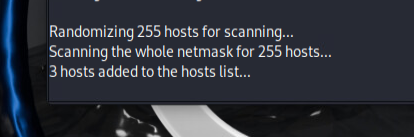 Randomizing 255 hosts for scanning...
Scanning the whole netmask for 255 hosts...
3 hosts added to the hosts list...